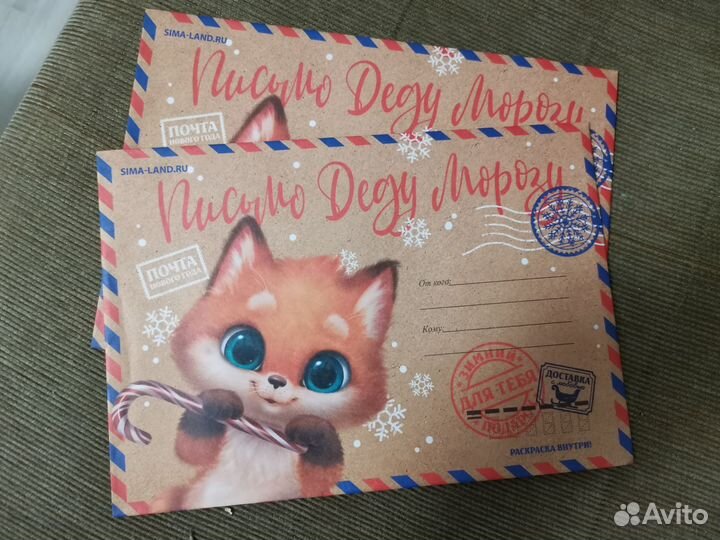 SIMA-LAND.RU
Письмо Деду Морозу
ПОЧТА
НОВОГО ГОДА
SIMA-LAND.RU
Письмо Деду Морозу
ПОЧТА
НОВОГО ГОДА
От кого:
Кому:
ЗИМНИЙ
ДЛЯ ТЕБЯ
ДОСТАВКА
С ЛЮБОВЬЮ
РАСКРАСКА ВНУТРИ!
Avito